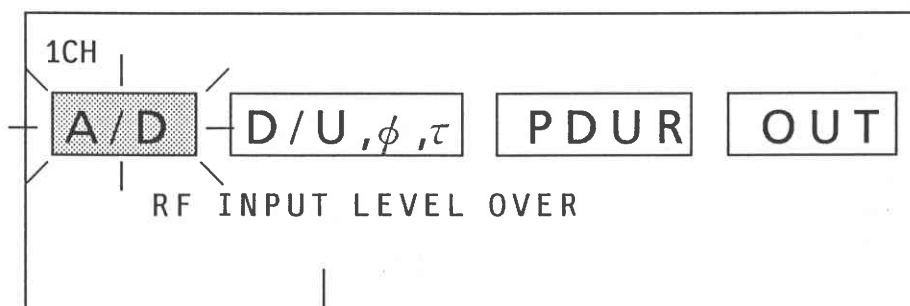 1CH
A/D D/U,φ,τ PDUR OUT
RF INPUT LEVEL OVER